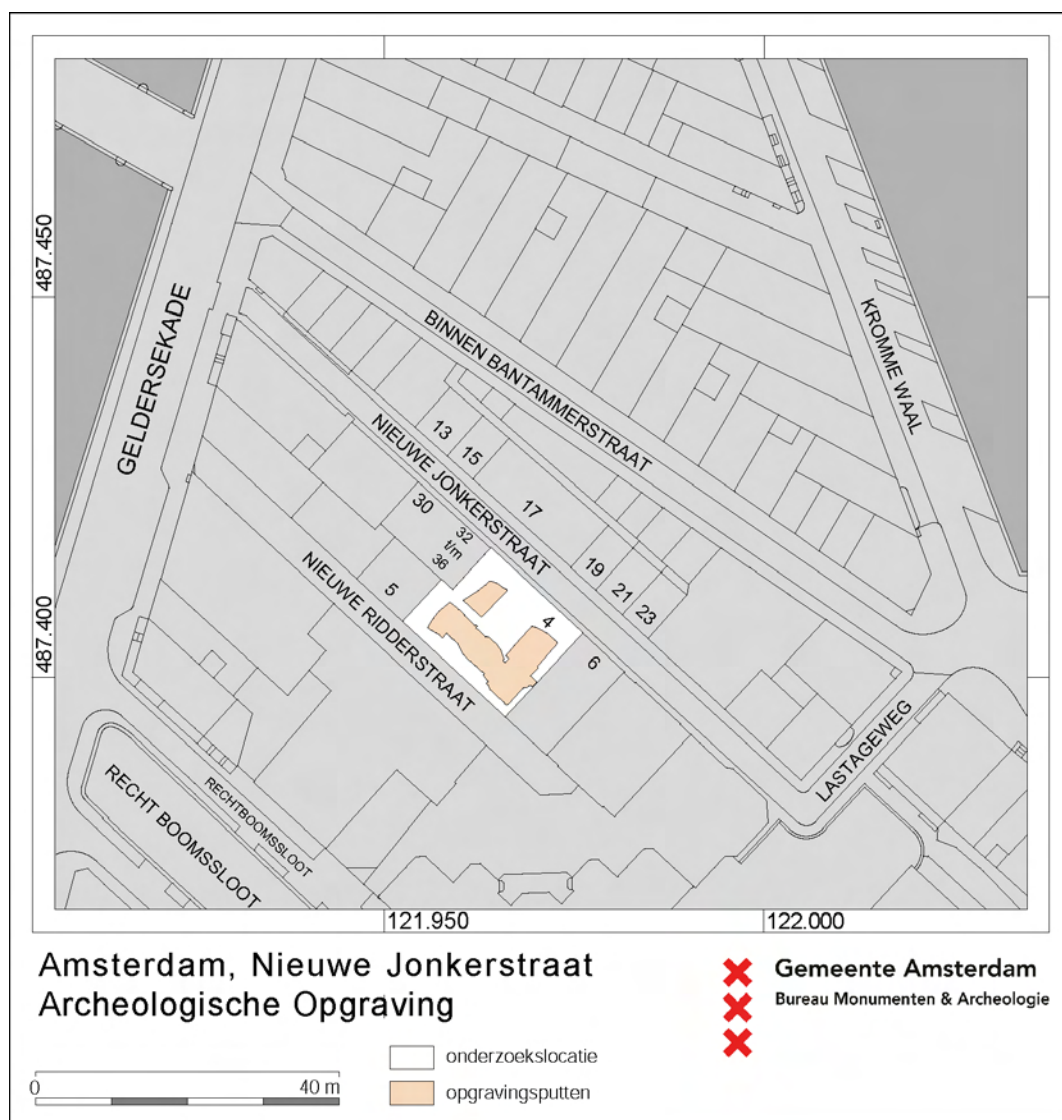 487.450
487.400
GELDERSEKADE
BINNEN BANTAMMERSTRAAT
KROMME WAAL
NIEUWE JONKERSTRAAT
13
15
17
19
21
23
30
32
t/m
36
5
4
6
NIEUWE RIDDERSTRAAT
LASTAGEWEG
RECHTBOOMSSLOOT
RECHT BOOMSSLOOT
121.950
122.000
Amsterdam, Nieuwe Jonkerstraat
Archeologische Opgraving
0
40 m
onderzoekslocatie
opgravingsputten
Gemeente Amsterdam
Bureau Monumenten & Archeologie